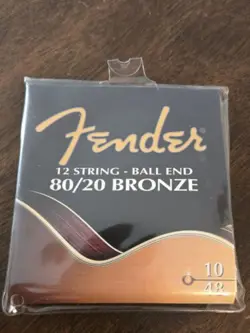 Fender
12 STRING - BALL END
80/20 BRONZE
10
48